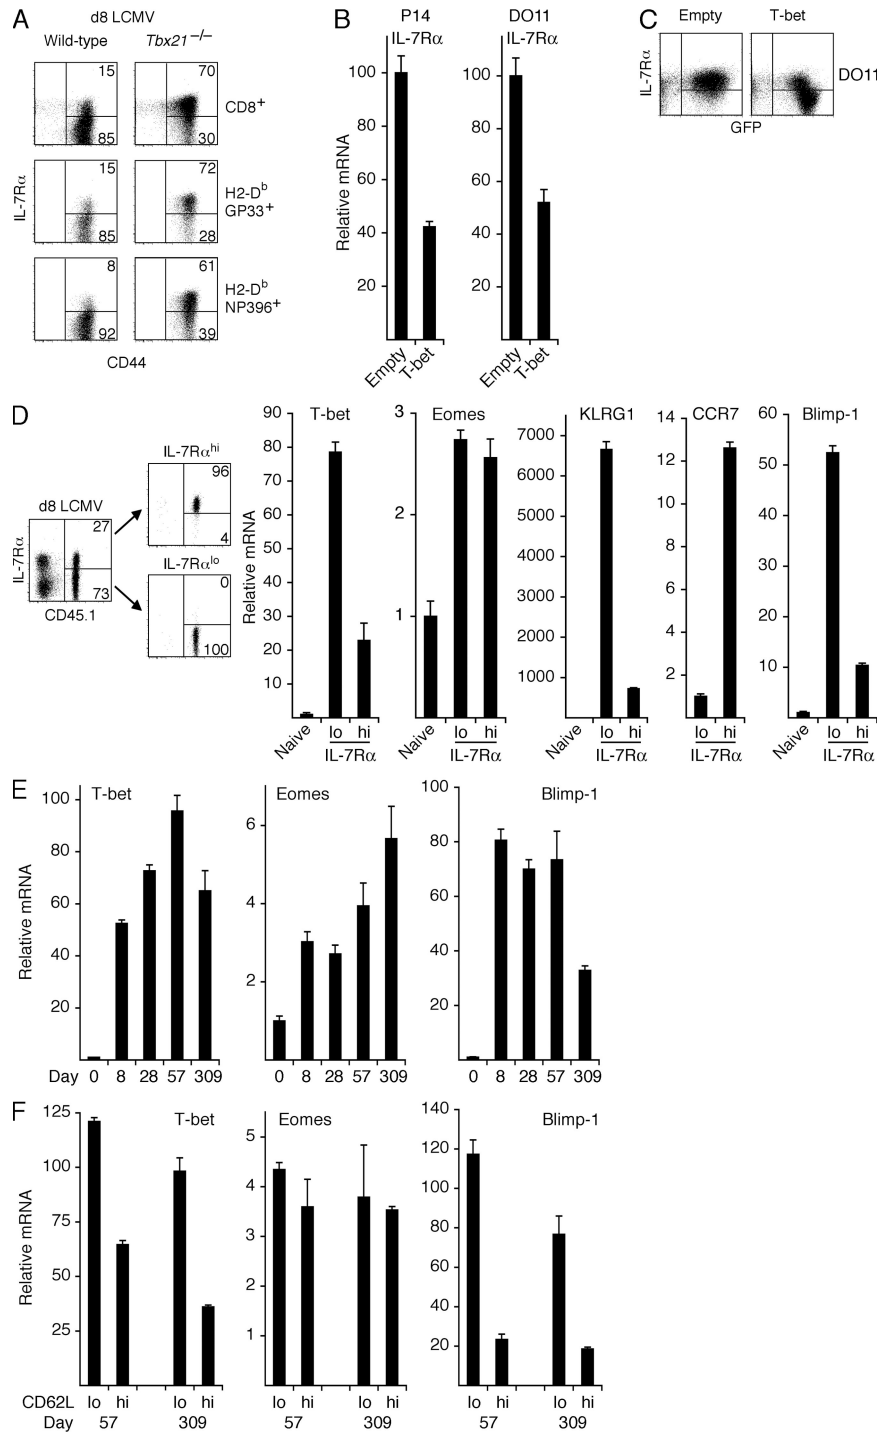 A
d8 LCMV
Wild-type Tbx21−/−
15 70
CD8+
85 30
15 72
H2-Db
GP33+
85 28
8 61
H2-Db
NP396+
92 39
IL-7Rα
CD44
B
P14 DO11
IL-7Rα IL-7Rα
Relative mRNA
100 100
80 80
60 60
40 40
20 20
Empty T-bet Empty T-bet
C
Empty T-bet
IL-7Rα
DO11
GFP
D
d8 LCMV
27
73
IL-7Rα
CD45.1
IL-7Rαhi
96
4
IL-7Rαlo
0
100
Relative mRNA
T-bet
90
80
70
60
50
40
30
20
10
Naive lo hi
IL-7Rα
Eomes
3
2
1
Naive lo hi
IL-7Rα
KLRG1
7000
6000
5000
4000
3000
2000
1000
Naive lo hi
IL-7Rα
CCR7
14
12
10
8
6
4
2
lo hi
IL-7Rα
Blimp-1
60
50
40
30
20
10
Naive lo hi
IL-7Rα
E
Relative mRNA
T-bet
100
80
60
40
20
Day 0 8 28 57 309
Eomes
6
4
2
0 8 28 57 309
Blimp-1
100
80
60
40
20
0 8 28 57 309
F
Relative mRNA
T-bet
125
100
75
50
25
CD62L lo hi lo hi
Day 57 309
Eomes
5
4
3
2
1
lo hi lo hi
57 309
Blimp-1
140
120
100
80
60
40
20
lo hi lo hi
57 309